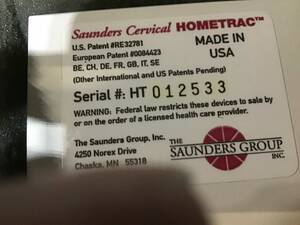 Saunders Cervical HOMETRAC™
U.S. Patent #RE32781
European Patent #0084423
BE, CH, DE, FR, GB, IT, SE
MADE IN
USA
(Other International and US Patents Pending)
Serial #: HT 012533
WARNING: Federal law restricts these devices to sale by
or on the order of a licensed health care provider.
The Saunders Group, Inc.
4250 Norex Drive
Chaska, MN 55318
THE
SAUNDERS GROUP
INC.